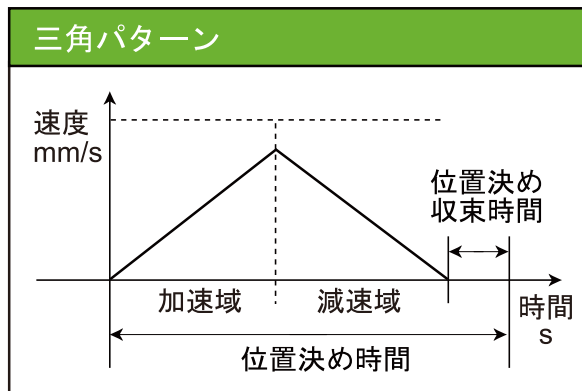 三角パターン
速度
mm/s
位置決め
収束時間
加速域
減速域
時間
s
位置決め時間